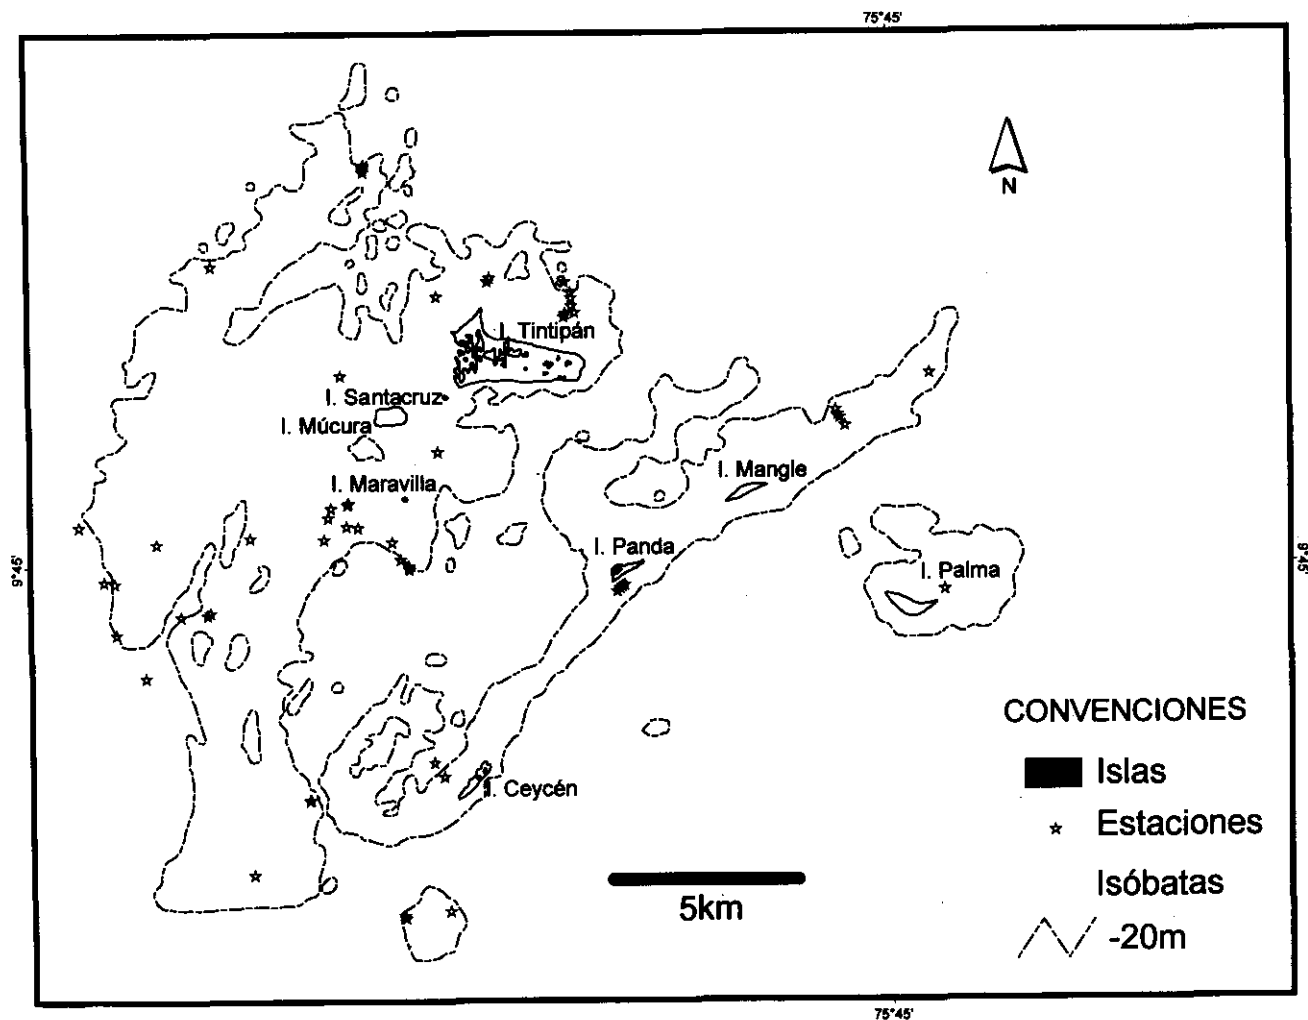 75°45'
N
I. Tintipán
I. Santacruz
I. Múcura
I. Maravilla
I. Mangle
I. Panda
I. Palma
9°45'
9°45'
I. Ceycén
CONVENCIONES
Islas
Estaciones
Isóbatas
-20m
5km
75°45'